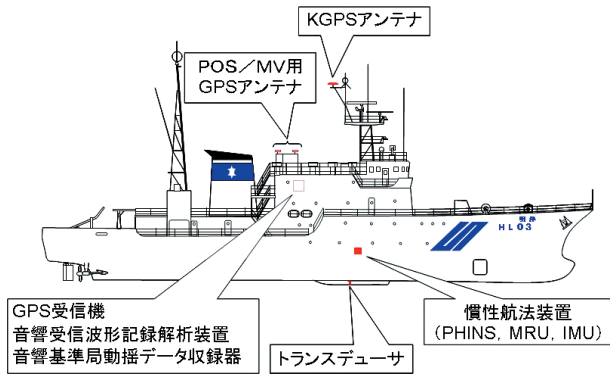 KGPSアンテナ
POS／MV用
GPSアンテナ
明洋
HL03
GPS受信機
音響受信波形記録解析装置
音響基準局動揺データ収録器
トランスデューサ
慣性航法装置
（PHINS，MRU，IMU）